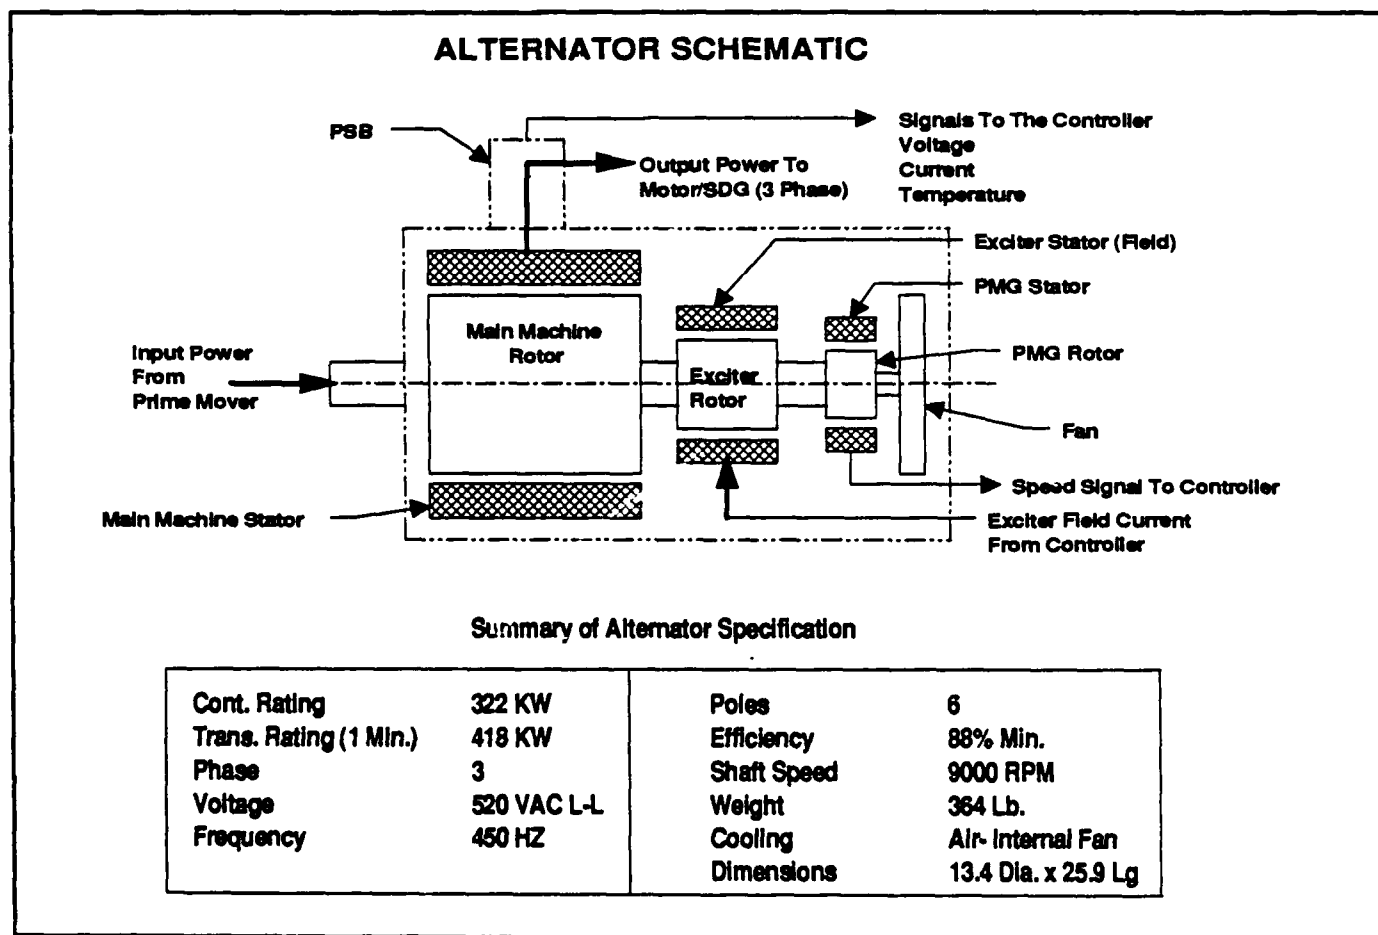 ALTERNATOR SCHEMATIC
PSB
Signals To The Controller
Voltage
Current
Temperature
Output Power To
Motor/SDG (3 Phase)
Exciter Stator (Field)
PMG Stator
Main Machine
Rotor
Input Power
From
Prime Mover
Exciter
Rotor
PMG Rotor
Fan
Speed Signal To Controller
Main Machine Stator
Exciter Field Current
From Controller
Summary of Alternator Specification
Cont. Rating 322 KW
Trans. Rating (1 Min.) 418 KW
Phase 3
Voltage 520 VAC L-L
Frequency 450 HZ
Poles 6
Efficiency 88% Min.
Shaft Speed 9000 RPM
Weight 364 Lb.
Cooling Air- Internal Fan
Dimensions 13.4 Dia. x 25.9 Lg